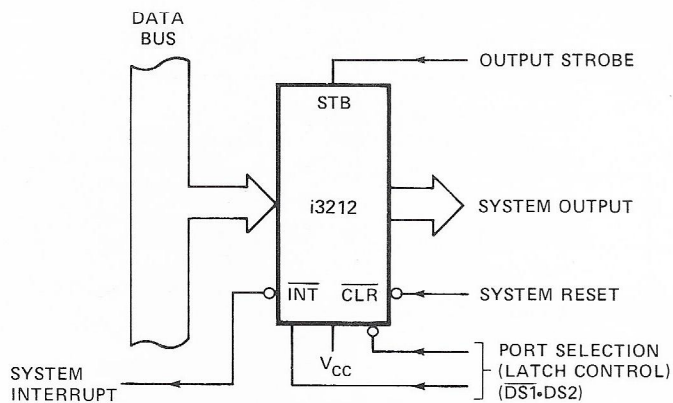 DATA
BUS
OUTPUT STROBE
STB
i3212
SYSTEM OUTPUT
INT
CLR
SYSTEM RESET
PORT SELECTION
(LATCH CONTROL)
(DS1•DS2)
VCC
SYSTEM
INTERRUPT